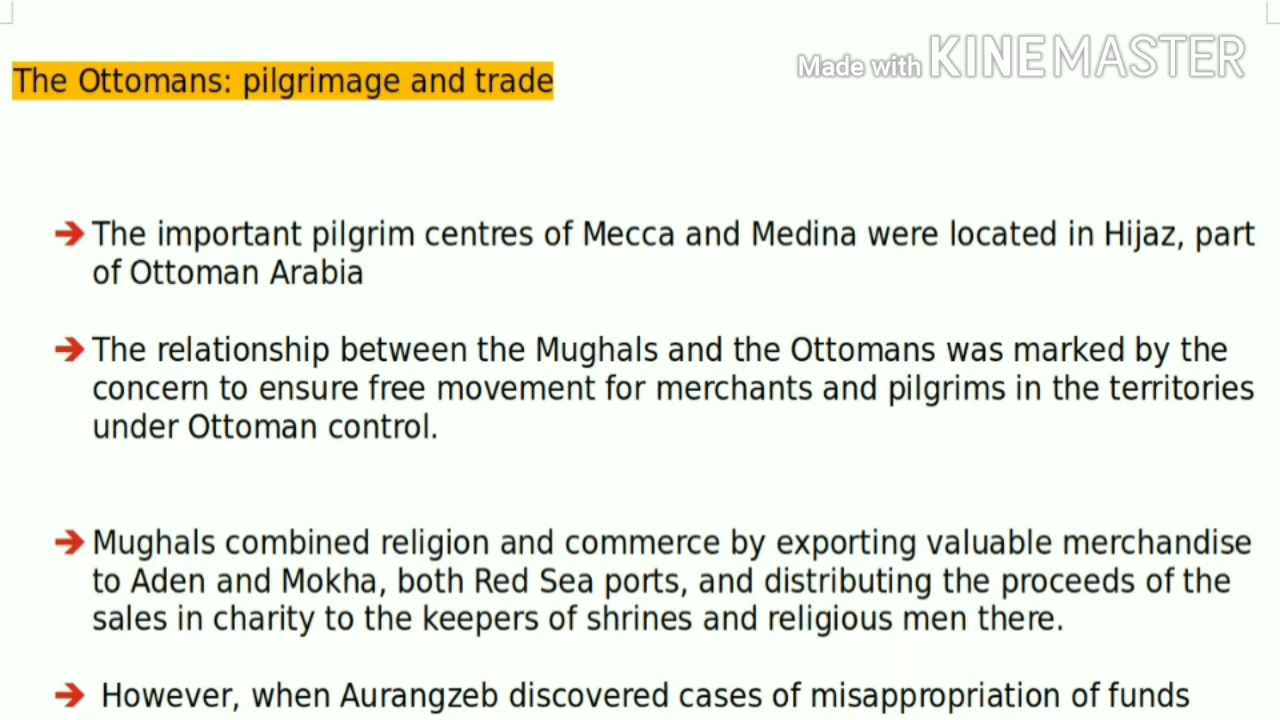 Made with KINEMASTER
The Ottomans: pilgrimage and trade
The important pilgrim centres of Mecca and Medina were located in Hijaz, part
of Ottoman Arabia
The relationship between the Mughals and the Ottomans was marked by the
concern to ensure free movement for merchants and pilgrims in the territories
under Ottoman control.
Mughals combined religion and commerce by exporting valuable merchandise
to Aden and Mokha, both Red Sea ports, and distributing the proceeds of the
sales in charity to the keepers of shrines and religious men there.
However, when Aurangzeb discovered cases of misappropriation of funds